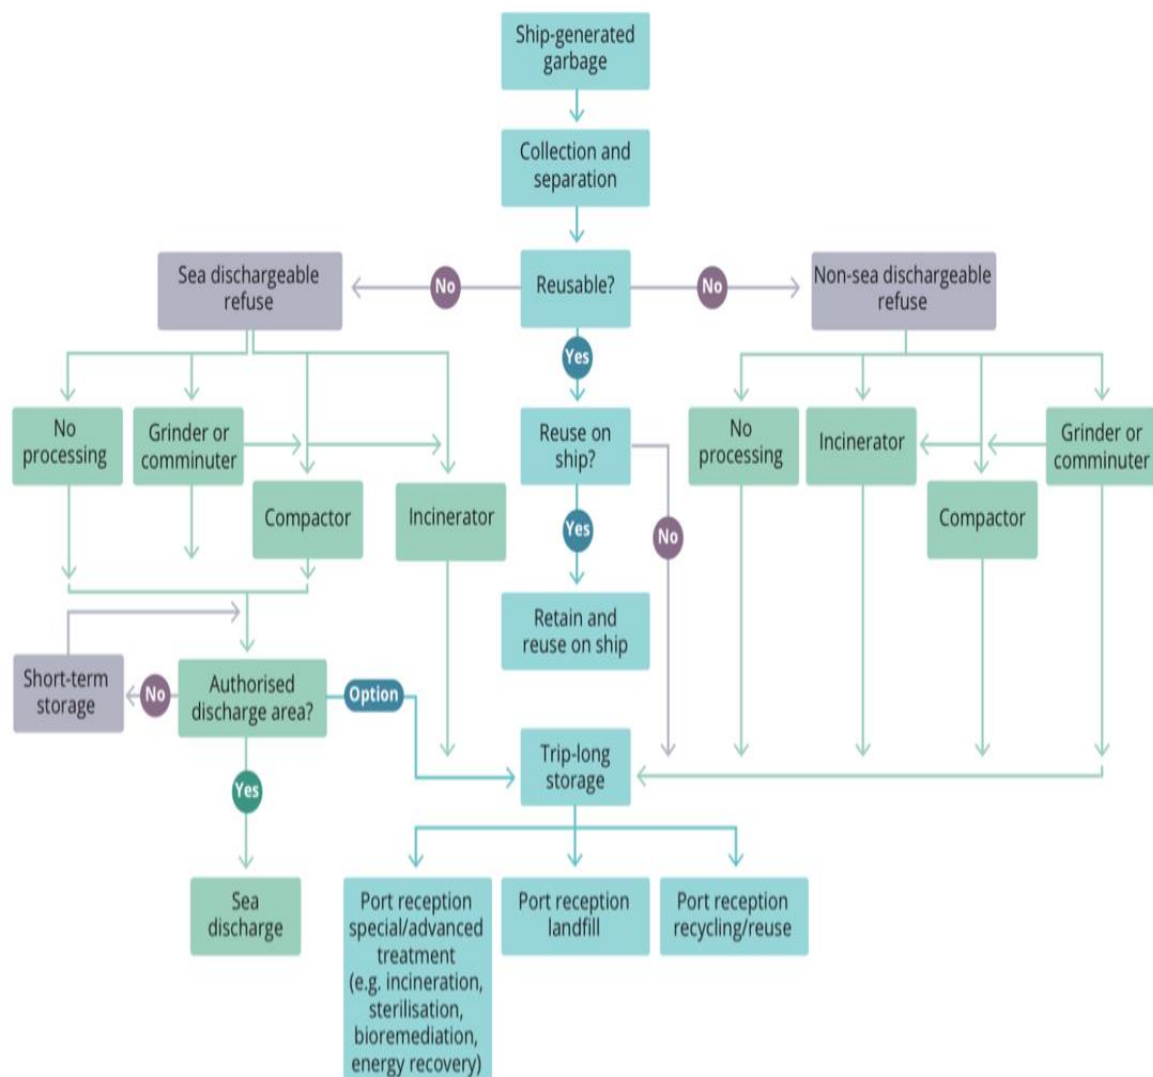 Ship-generated
garbage
Collection and
separation
Sea dischargeable
refuse
No
Reusable?
No
Non-sea dischargeable
refuse
Yes
No
processing
Grinder or
comminuter
Reuse on
ship?
No
processing
Incinerator
Grinder or
comminuter
Compactor
Incinerator
Yes
No
Compactor
Retain and
reuse on ship
Short-term
storage
No
Authorised
discharge area?
Option
Trip-long
storage
Yes
Sea
discharge
Port reception
special/advanced
treatment
(e.g. incineration,
sterilisation,
bioremediation,
energy recovery)
Port reception
landfill
Port reception
recycling/reuse